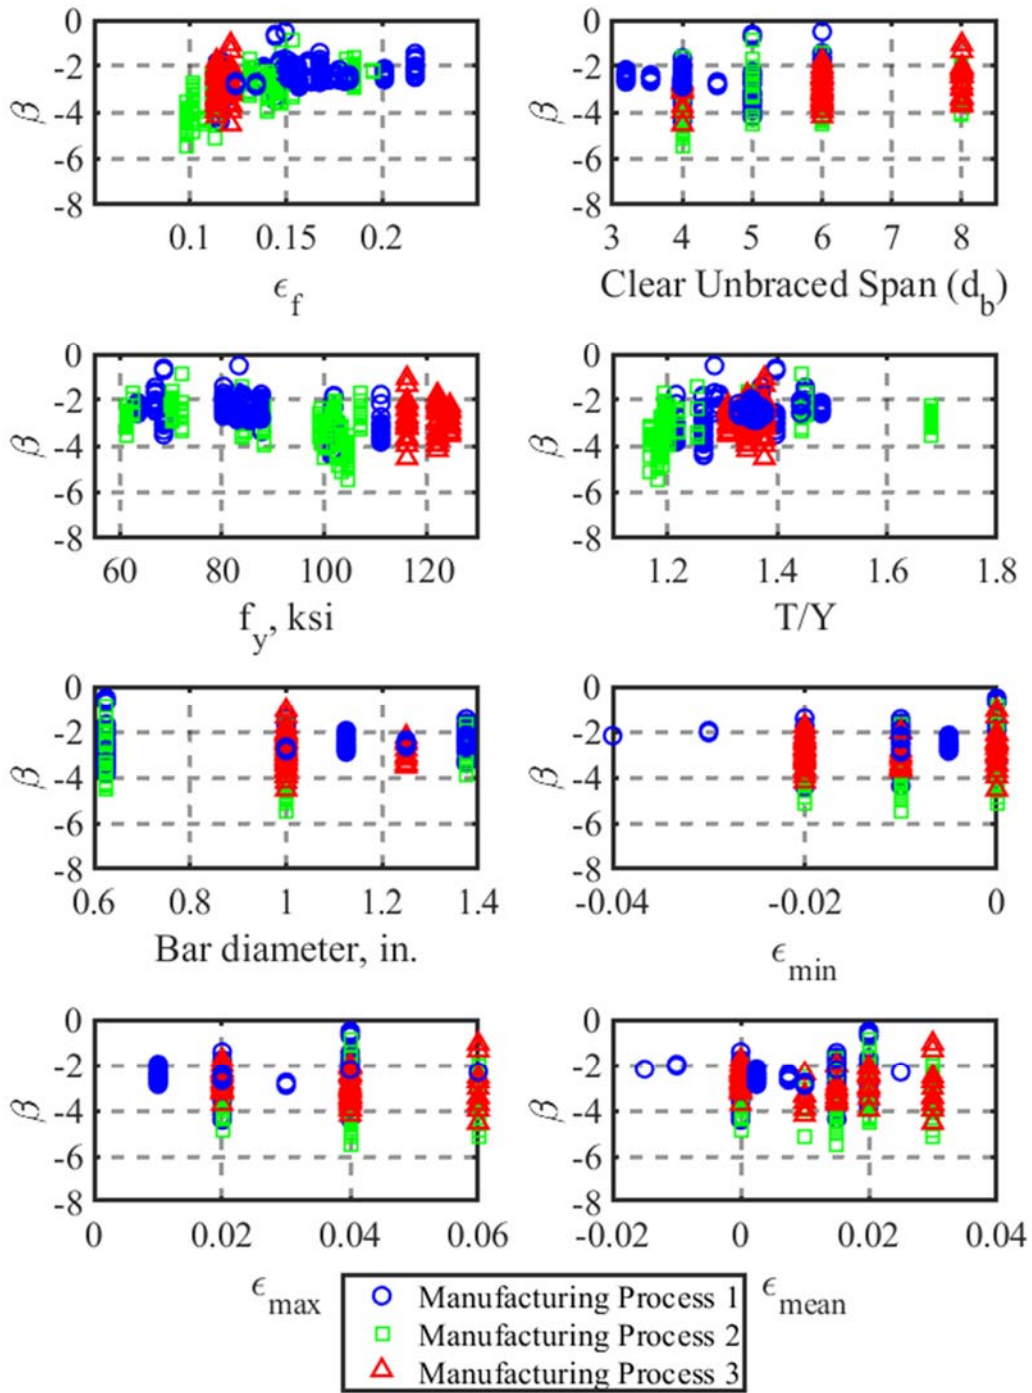 0 0
-2 -2
β -4 β -4
-6 -6
-8 -8
0.1 0.15 0.2 3 4 5 6 7 8
ϵf Clear Unbraced Span (db)
0 0
-2 -2
β -4 β -4
-6 -6
-8 -8
60 80 100 120 1.2 1.4 1.6 1.8
fy, ksi T/Y
0 0
-2 -2
β -4 β -4
-6 -6
-8 -8
0.6 0.8 1 1.2 1.4 -0.04 -0.02 0
Bar diameter, in. ϵmin
0 0
-2 -2
β -4 β -4
-6 -6
-8 -8
0 0.02 0.04 0.06 -0.02 0 0.02 0.04
ϵmax ϵmean
Manufacturing Process 1
Manufacturing Process 2
Manufacturing Process 3